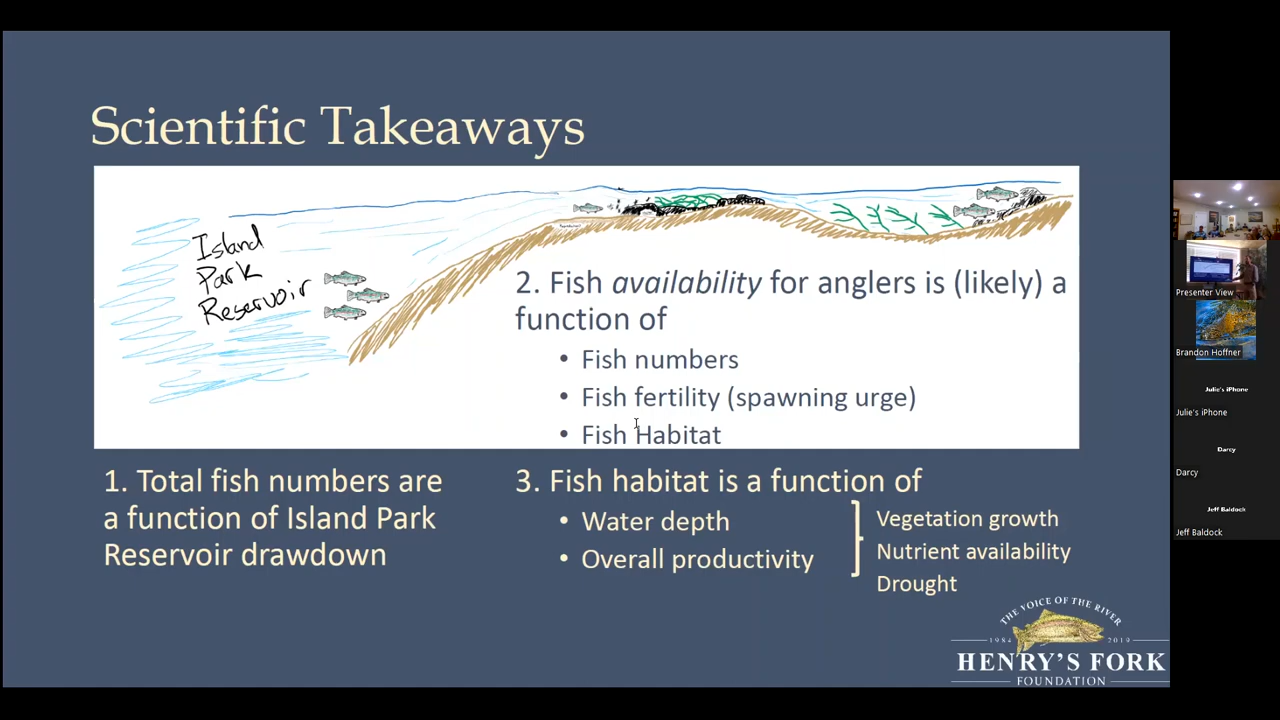 Scientific Takeaways
Island
Park
Reservoir
2. Fish availability for anglers is (likely) a
function of
• Fish numbers
• Fish fertility (spawning urge)
• Fish Habitat
1. Total fish numbers are
a function of Island Park
Reservoir drawdown
3. Fish habitat is a function of
• Water depth
• Overall productivity
Vegetation growth
Nutrient availability
Drought
THE VOICE OF THE RIVER
1984 2019
HENRY'S FORK
FOUNDATION
Presenter View
Brandon Hoffner
Julie's iPhone
Julie's iPhone
Darcy
Darcy
Jeff Baldock
Jeff Baldock